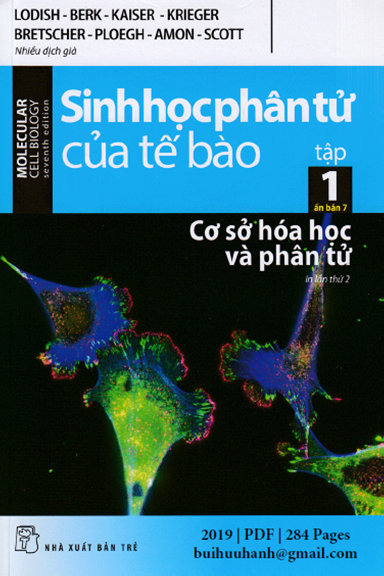 LODISH - BERK - KAISER - KRIEGER
BRETSCHER - PLOEGH - AMON - SCOTT
Nhiều dịch giả
MOLECULAR
CELL BIOLOGY
seventh edition
Sinh học phân tử
của tế bào
tập
1
ấn bản 7
Cơ sở hóa học
và phân tử
in lần thứ 2
NHÀ XUẤT BẢN TRẺ
2019 | PDF | 284 Pages
buihuuhanh@gmail.com